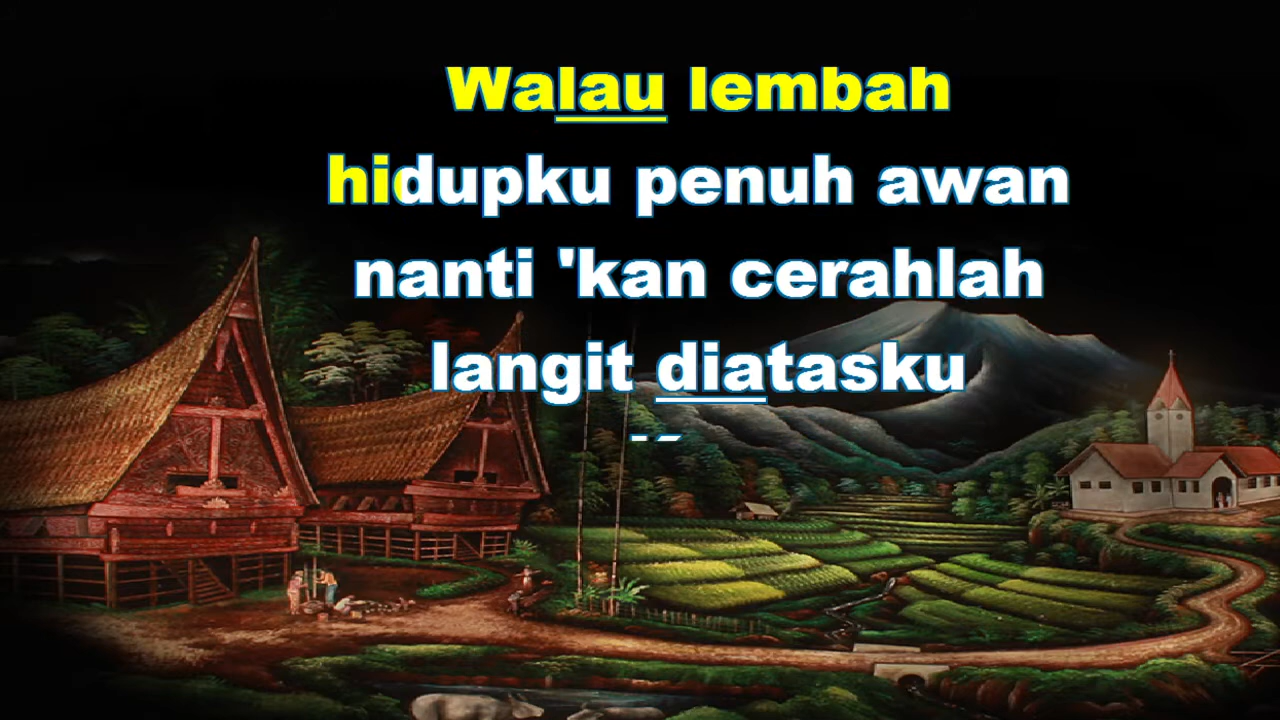 Walau lembah
hidupku penuh awan
nanti 'kan cerahlah
langit diatasku
--